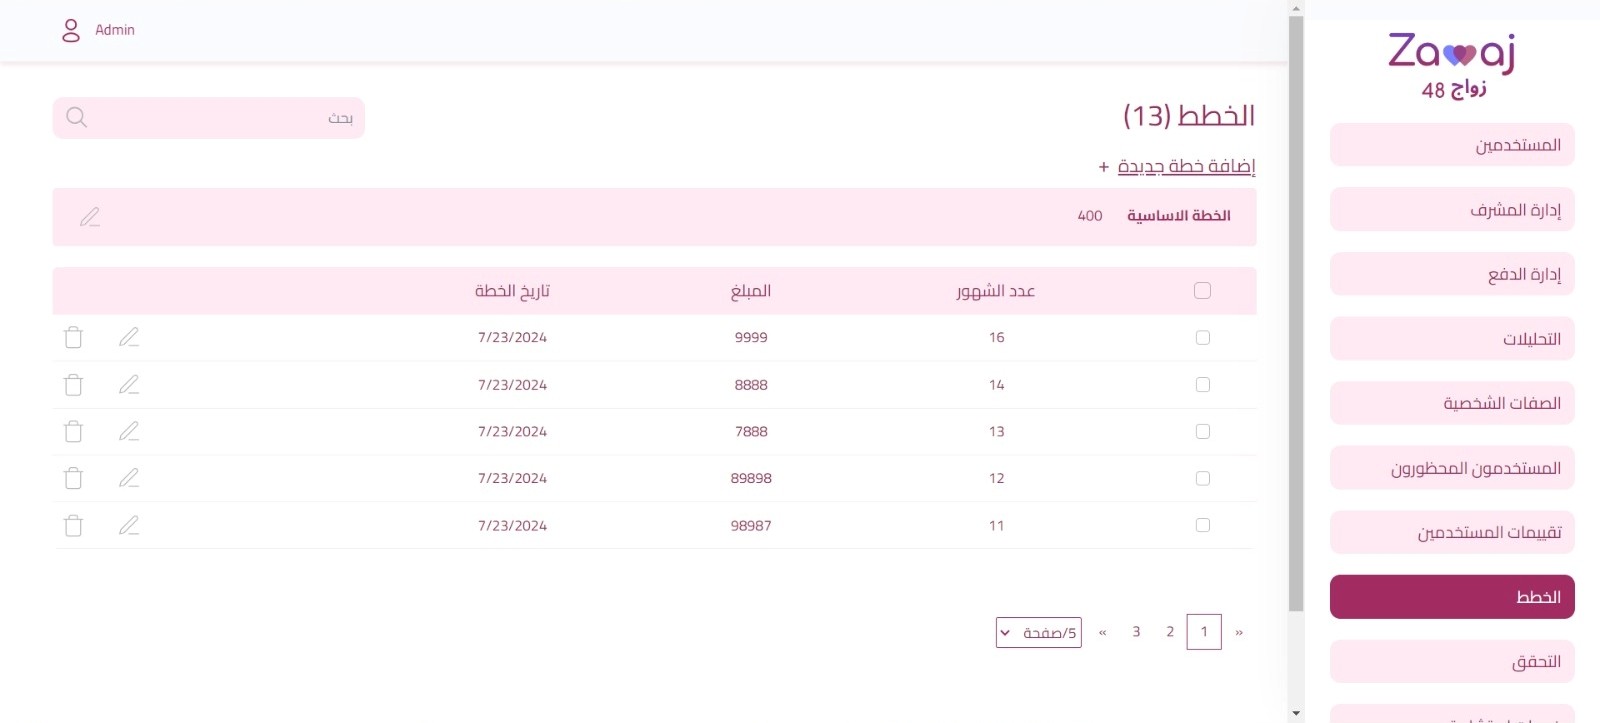 Admin
Zawaj
زواج 48
المستخدمين
إدارة المشرف
إدارة الدفع
التحليلات
الصفات الشخصية
المستخدمون المحظورون
تقييمات المستخدمين
الخطط
التحقق
الخطط (13)
بحث
إضافة خطة جديدة +
الخطة الاساسية 400
عدد الشهور المبلغ تاريخ الخطة
16 9999 7/23/2024
14 8888 7/23/2024
13 7888 7/23/2024
12 89898 7/23/2024
11 98987 7/23/2024
« 1 2 3 » 5/صفحة